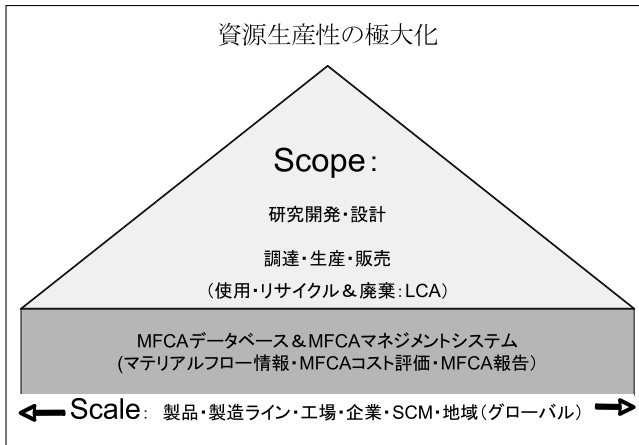 資源生産性の極大化
Scope：
研究開発・設計
調達・生産・販売
（使用・リサイクル＆廃棄：LCA）
MFCAデータベース＆MFCAマネジメントシステム
(マテリアルフロー情報・MFCAコスト評価・MFCA報告)
Scale：製品・製造ライン・工場・企業・SCM・地域（グローバル）